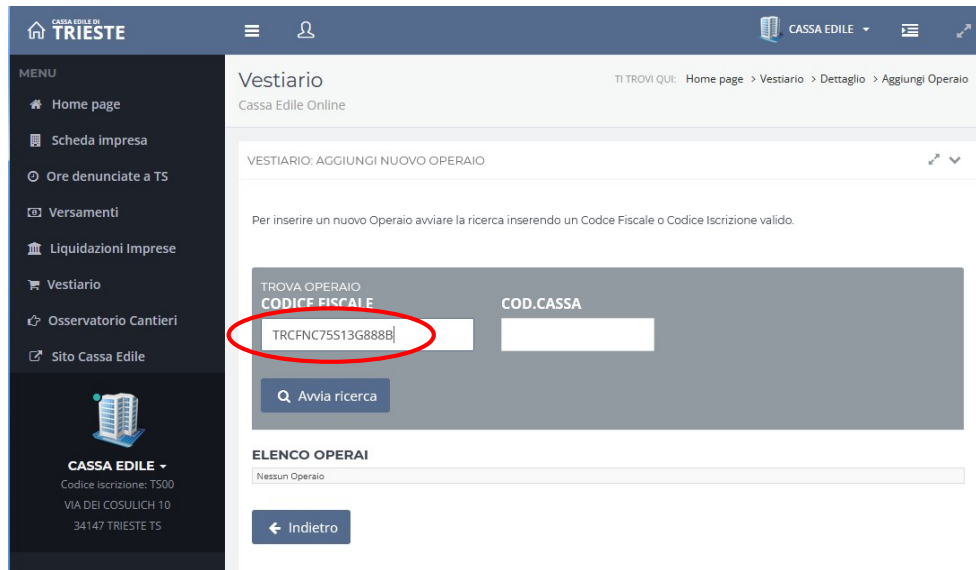 CASSA EDILE DI
TRIESTE
CASSA EDILE
MENU
Home page
Scheda impresa
Ore denunciate a TS
Versamenti
Liquidazioni Imprese
Vestiario
Osservatorio Cantieri
Sito Cassa Edile
CASSA EDILE
Codice iscrizione: TS00
VIA DEI COSULICH 10
34147 TRIESTE TS
Vestiario
Cassa Edile Online
TI TROVI QUI: Home page > Vestiario > Dettaglio > Aggiungi Operaio
VESTIARIO: AGGIUNGI NUOVO OPERAIO
Per inserire un nuovo Operaio avviare la ricerca inserendo un Codce Fiscale o Codice Iscrizione valido.
TROVA OPERAIO
CODICE FISCALE COD.CASSA
TRCFNC75S13G888B
Avvia ricerca
ELENCO OPERAI
Nessun Operaio
Indietro